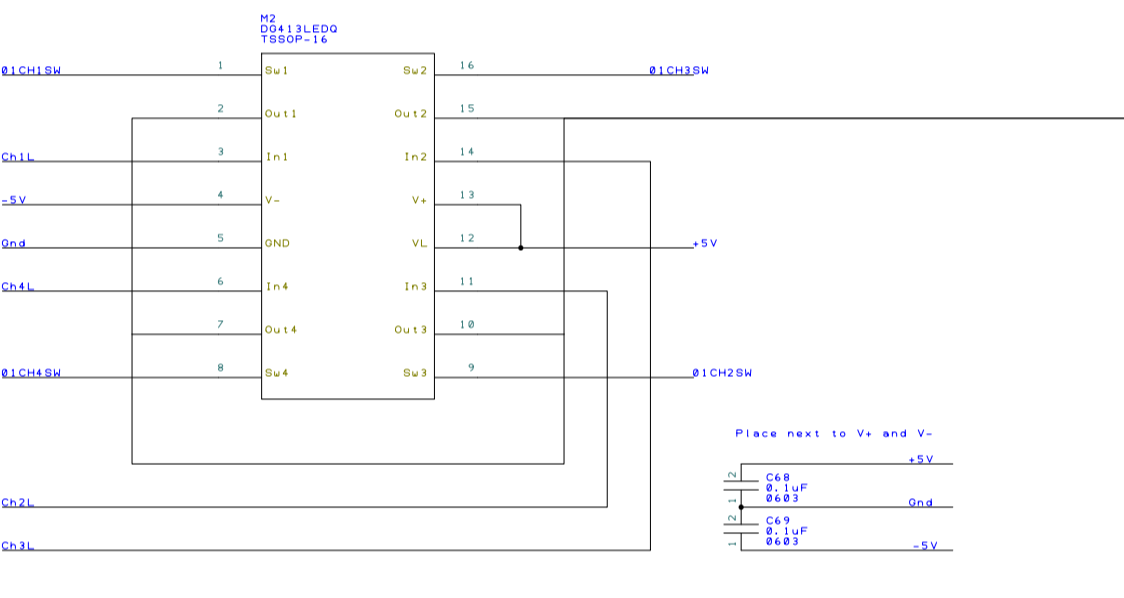 M2
DG413LEDQ
TSSOP-16
01CH1SW 1 Sw1 Sw2 16 01CH3SW
2 Out1 Out2 15
Ch1L 3 In1 In2 14
-5V 4 V- V+ 13
Gnd 5 GND VL 12 +5V
Ch4L 6 In4 In3 11
7 Out4 Out3 10
01CH4SW 8 Sw4 Sw3 9 01CH2SW
Place next to V+ and V-
+5V
2 C68
0.1uF
1 0603
Ch2L Gnd
2 C69
0.1uF
1 0603
Ch3L -5V